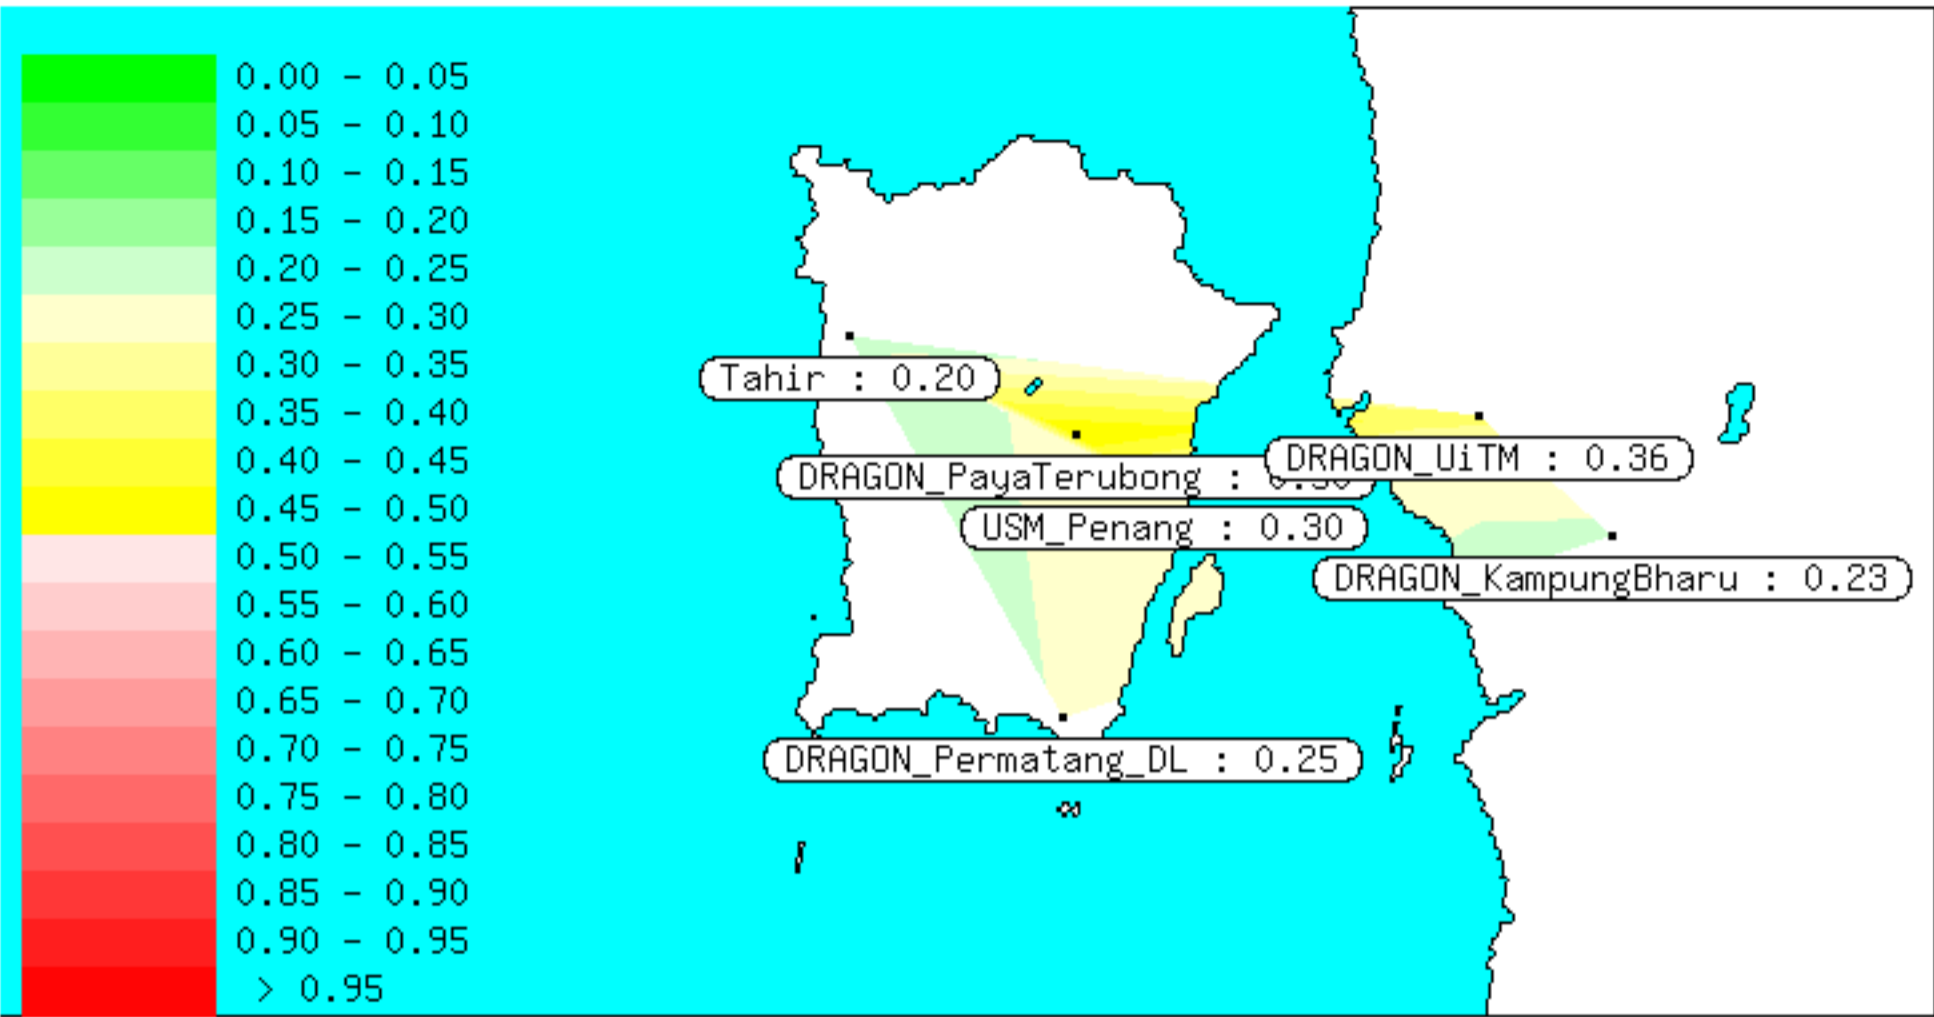 0.00 - 0.05
0.05 - 0.10
0.10 - 0.15
0.15 - 0.20
0.20 - 0.25
0.25 - 0.30
0.30 - 0.35
0.35 - 0.40
0.40 - 0.45
0.45 - 0.50
0.50 - 0.55
0.55 - 0.60
0.60 - 0.65
0.65 - 0.70
0.70 - 0.75
0.75 - 0.80
0.80 - 0.85
0.85 - 0.90
0.90 - 0.95
> 0.95
Tahir : 0.20
DRAGON_PayaTerubong :
DRAGON_UiTM : 0.36
USM_Penang : 0.30
DRAGON_KampungBharu : 0.23
DRAGON_Permatang_DL : 0.25